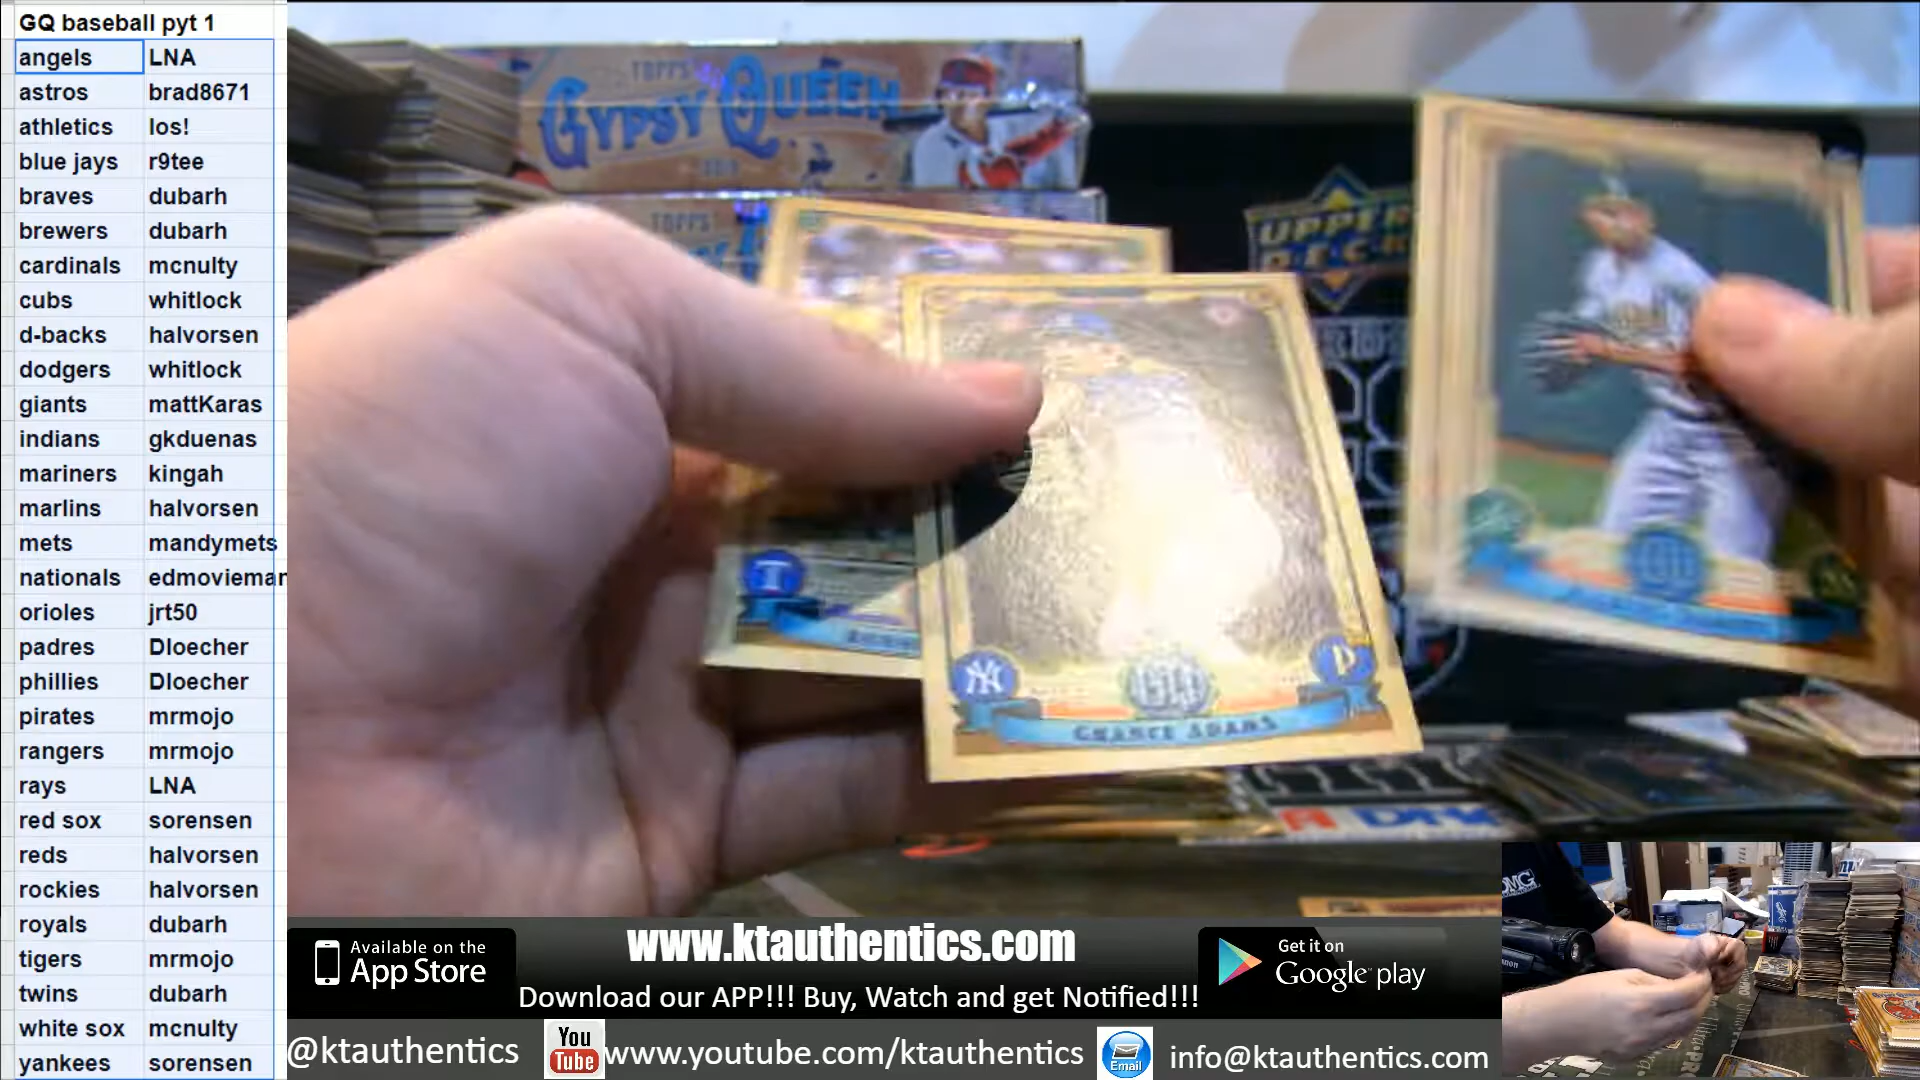 GQ baseball pyt 1
angels LNA
astros brad8671
athletics los!
blue jays r9tee
braves dubarh
brewers dubarh
cardinals mcnulty
cubs whitlock
d-backs halvorsen
dodgers whitlock
giants mattKaras
indians gkduenas
mariners kingah
marlins halvorsen
mets mandymets
nationals edmovieman
orioles jrt50
padres Dloecher
phillies Dloecher
pirates mrmojo
rangers mrmojo
rays LNA
red sox sorensen
reds halvorsen
rockies halvorsen
royals dubarh
tigers mrmojo
twins dubarh
white sox mcnulty
yankees sorensen
TOPPS
GYPSY QUEEN
2019
TOPPS
UPPER
DECK
T
NY
GQ
P
CHANCE ADAMS
Available on the
App Store
www.ktauthentics.com
Get it on
Google play
Download our APP!!! Buy, Watch and get Notified!!!
@ktauthentics
You
Tube
www.youtube.com/ktauthentics
Email
info@ktauthentics.com